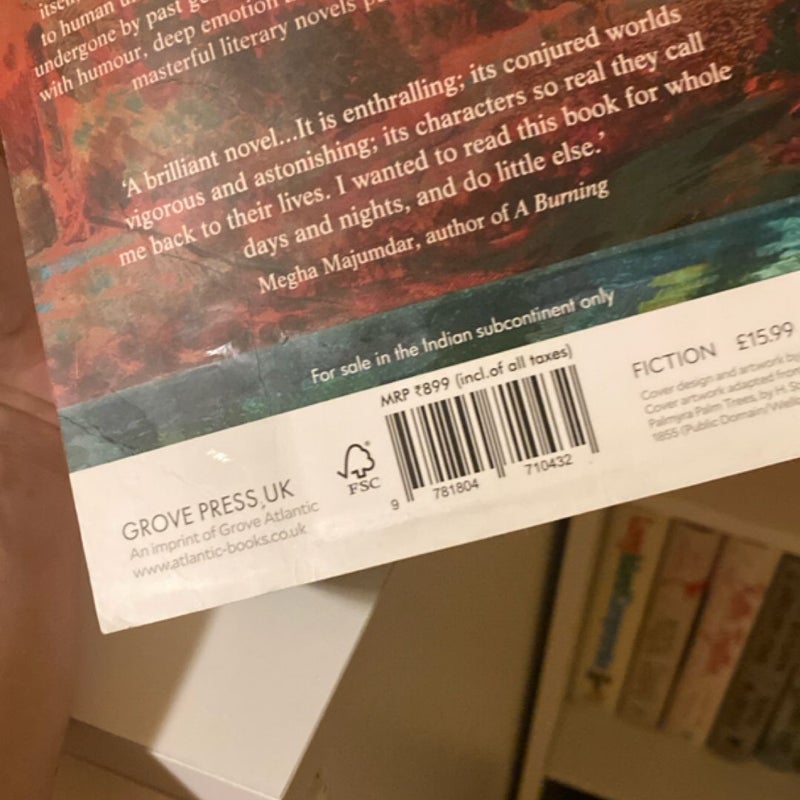 to human
undergone by past
with humour, deep emotion
masterful literary novels
'A brilliant novel...It is enthralling; its conjured worlds
vigorous and astonishing; its characters so real they call
me back to their lives. I wanted to read this book for whole
days and nights, and do little else.'
Megha Majumdar, author of A Burning
For sale in the Indian subcontinent only
MRP ₹899 (incl.of all taxes)
FSC
9 781804 710432
FICTION £15.99
Cover design and artwork by
Cover artwork adapted from
Palmyra Palm Trees, by H. 
1855 (Public Domain/
GROVE PRESS UK
An imprint of Grove Atlantic
www.atlantic-books.co.uk